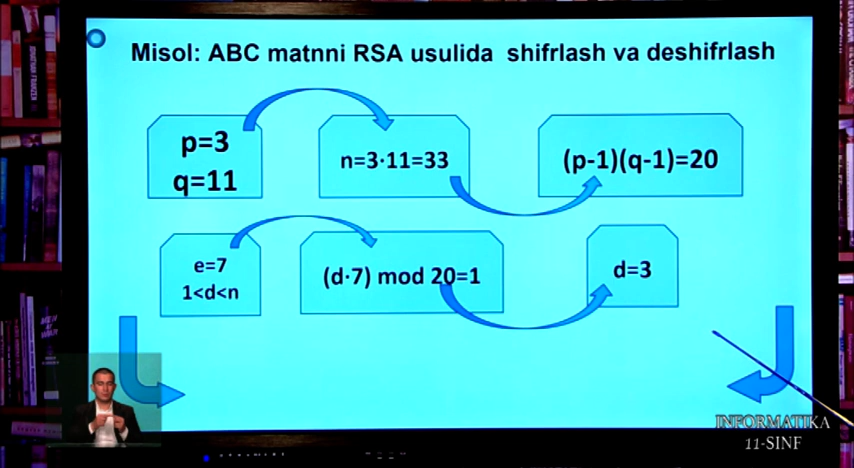 Misol: ABC matnni RSA usulida shifrlash va deshifrlash
p=3
q=11
n=3·11=33
(p-1)(q-1)=20
e=7
1<d<n
(d·7) mod 20=1
d=3
INFORMATIKA
11-SINF